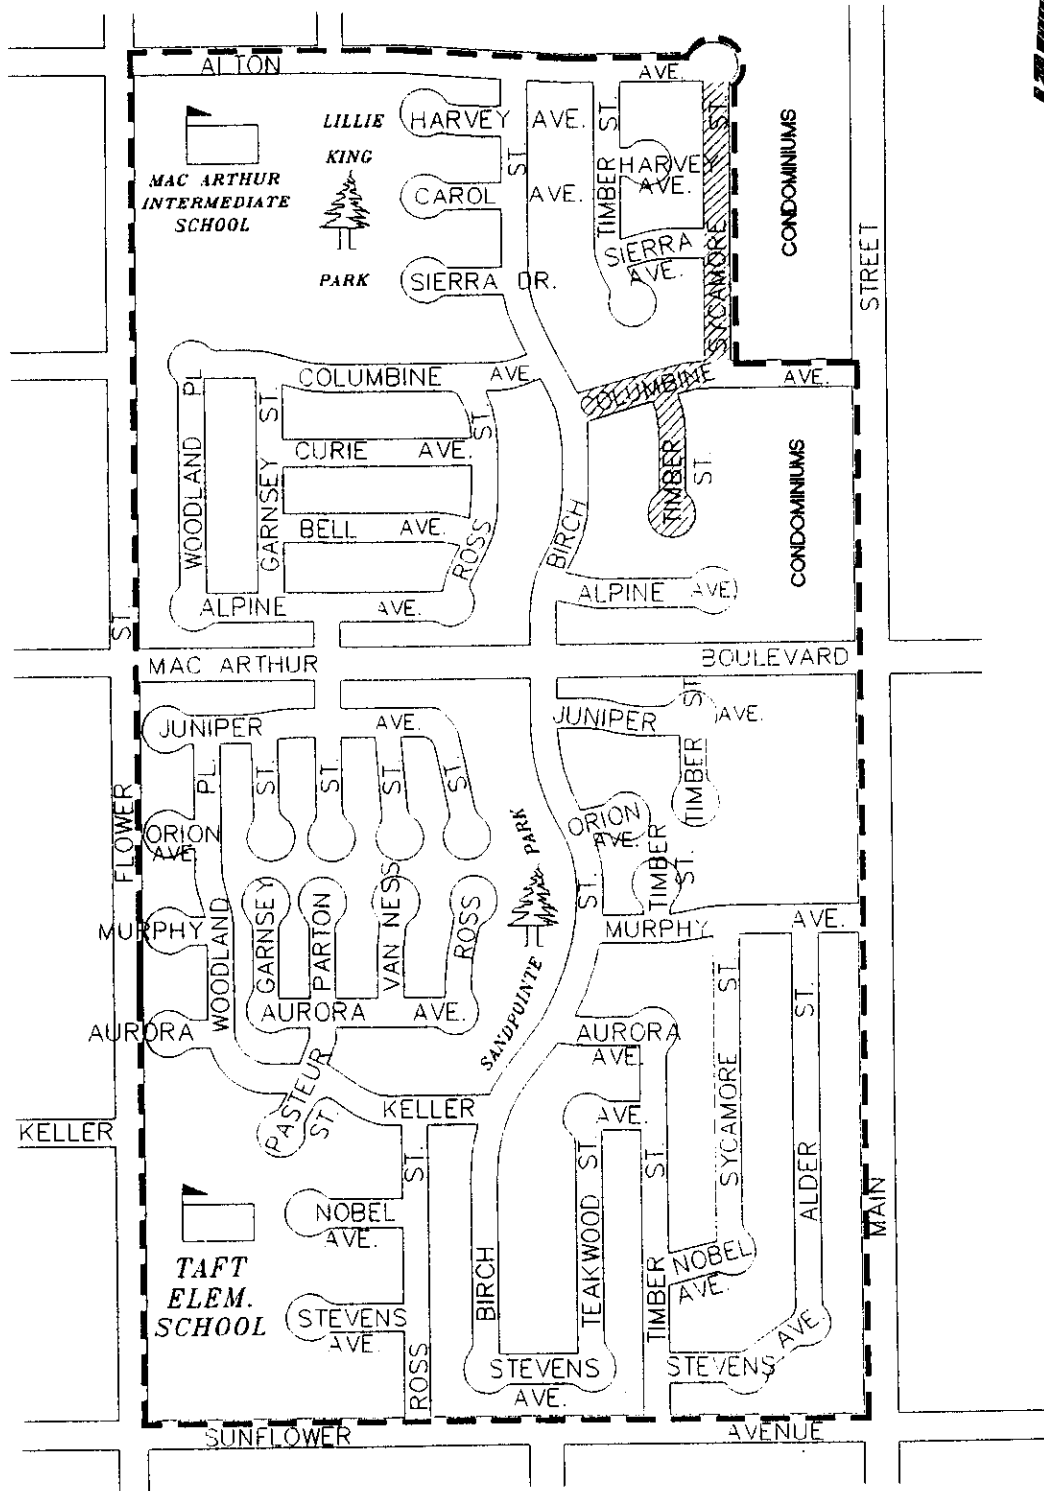 ALTON AVE.
MAC ARTHUR
INTERMEDIATE
SCHOOL
LILLIE
KING
PARK
HARVEY AVE.
CAROL AVE.
SIERRA DR.
ST.
TIMBER ST.
HARVEY
AVE.
SIERRA
AVE.
SYCAMORE ST.
CONDOMINIUMS
STREET
COLUMBINE AVE
COLUMBINE AVE.
WOODLAND PL
GARNSEY ST.
CURIE AVE.
BELL AVE.
ROSS ST.
BIRCH
TIMBER ST.
CONDOMINIUMS
ALPINE AVE.
ALPINE AVE
ST.
MAC ARTHUR BOULEVARD
JUNIPER AVE.
JUNIPER AVE.
PL.
ST.
ST.
ST.
ST.
TIMBER ST.
FLOWER
ORION
AVE.
ORION
AVE.
TIMBER
ST.
SANDPOINTE PARK
ST.
MURPHY
MURPHY AVE.
WOODLAND
GARNSEY
PARTON
VAN NESS
ROSS
AURORA
AURORA AVE.
AURORA
AVE.
PASTEUR
ST.
KELLER
KELLER
AVE.
SYCAMORE ST.
ALDER ST.
TAFT
ELEM.
SCHOOL
NOBEL
AVE.
STEVENS
AVE.
ROSS ST.
BIRCH
TEAKWOOD ST.
TIMBER ST.
NOBEL
AVE.
MAIN
STEVENS
AVE.
STEVENS AVE.
SUNFLOWER AVENUE